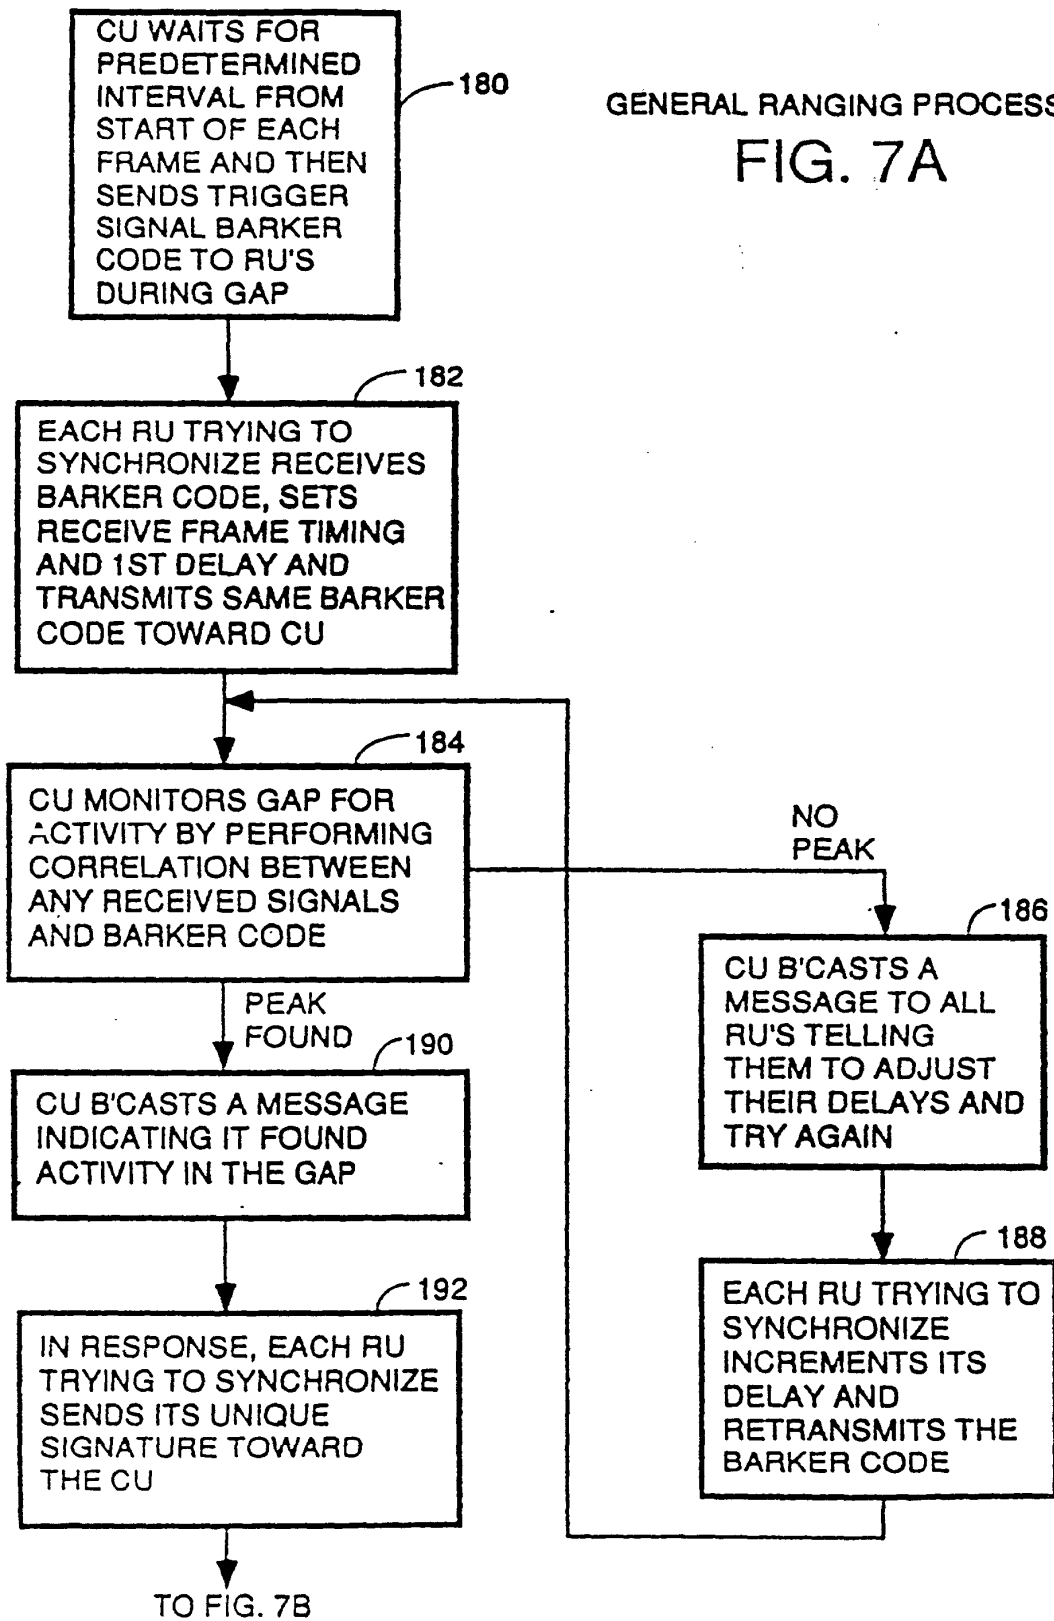 CU WAITS FOR
PREDETERMINED
INTERVAL FROM
START OF EACH
FRAME AND THEN
SENDS TRIGGER
SIGNAL BARKER
CODE TO RU'S
DURING GAP
180
GENERAL RANGING PROCESS
FIG. 7A
182
EACH RU TRYING TO
SYNCHRONIZE RECEIVES
BARKER CODE, SETS
RECEIVE FRAME TIMING
AND 1ST DELAY AND
TRANSMITS SAME BARKER
CODE TOWARD CU
184
CU MONITORS GAP FOR
ACTIVITY BY PERFORMING
CORRELATION BETWEEN
ANY RECEIVED SIGNALS
AND BARKER CODE
NO
PEAK
186
CU B'CASTS A
MESSAGE TO ALL
RU'S TELLING
THEM TO ADJUST
THEIR DELAYS AND
TRY AGAIN
188
EACH RU TRYING TO
SYNCHRONIZE
INCREMENTS ITS
DELAY AND
RETRANSMITS THE
BARKER CODE
PEAK
FOUND
190
CU B'CASTS A MESSAGE
INDICATING IT FOUND
ACTIVITY IN THE GAP
192
IN RESPONSE, EACH RU
TRYING TO SYNCHRONIZE
SENDS ITS UNIQUE
SIGNATURE TOWARD
THE CU
TO FIG. 7B